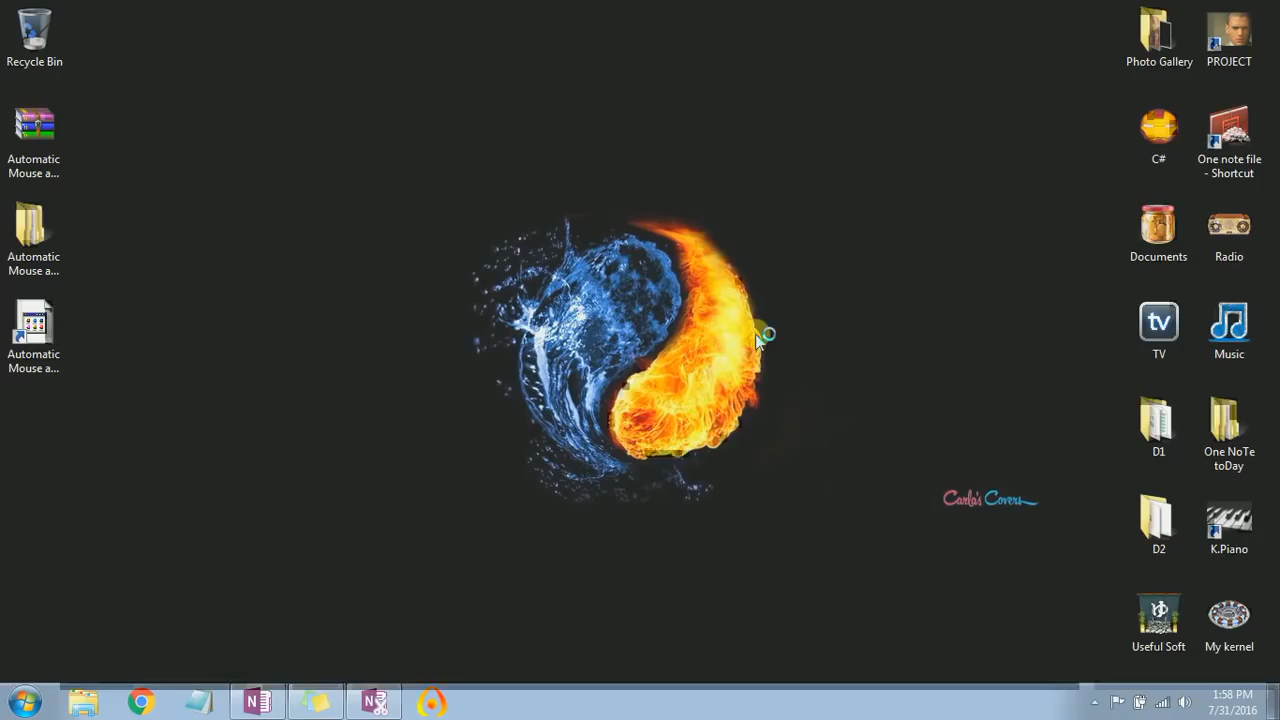 Recycle Bin
Automatic
Mouse a...
Automatic
Mouse a...
Automatic
Mouse a...
Photo Gallery
PROJECT
C#
One note file
- Shortcut
Documents
Radio
tv
TV
Music
D1
One NoTe
toDay
D2
K.Piano
Useful Soft
My kernel
Carla's Covers
N
N
1:58 PM
7/31/2016